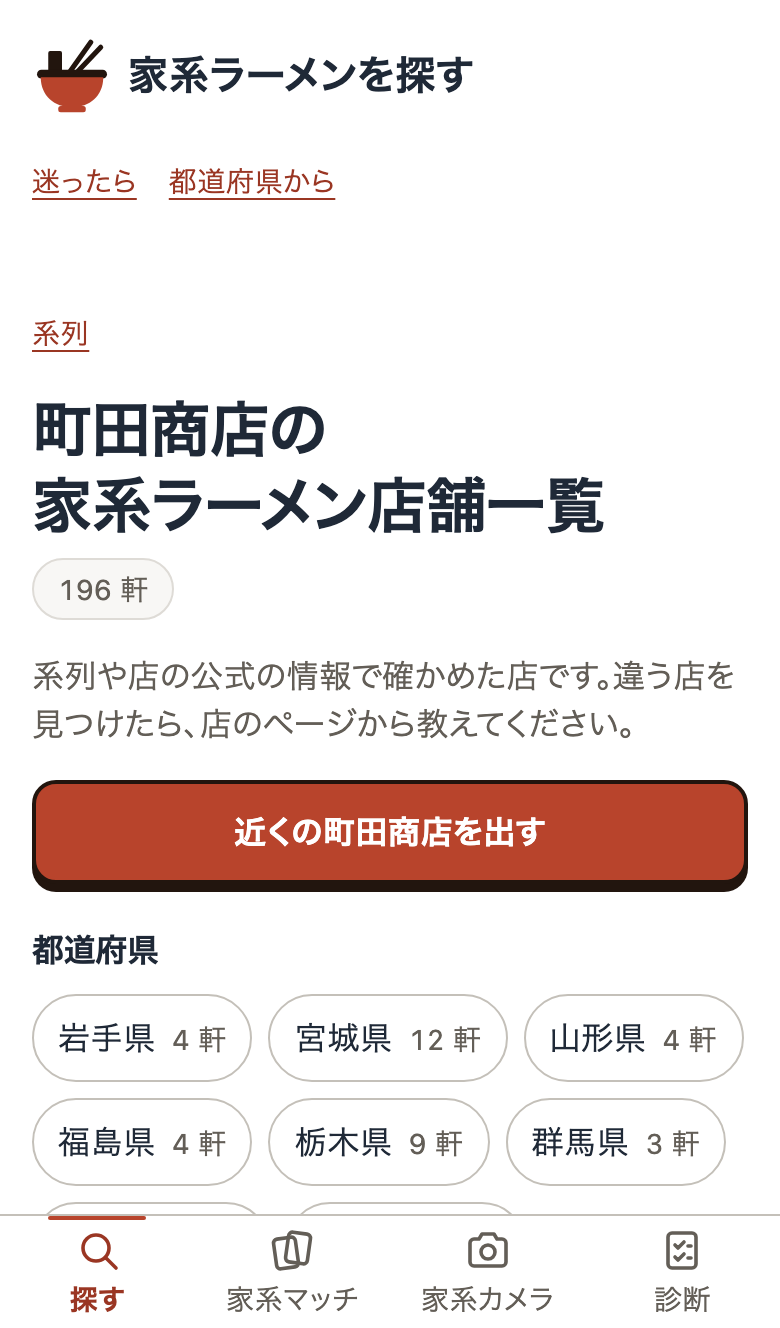 家系ラーメンを探す
迷ったら 都道府県から
系列
町田商店の
家系ラーメン店舗一覧
196 軒
系列や店の公式の情報で確かめた店です。違う店を
見つけたら、店のページから教えてください。
近くの町田商店を出す
都道府県
岩手県 4 軒 宮城県 12 軒 山形県 4 軒
福島県 4 軒 栃木県 9 軒 群馬県 3 軒
探す 家系マッチ 家系カメラ 診断